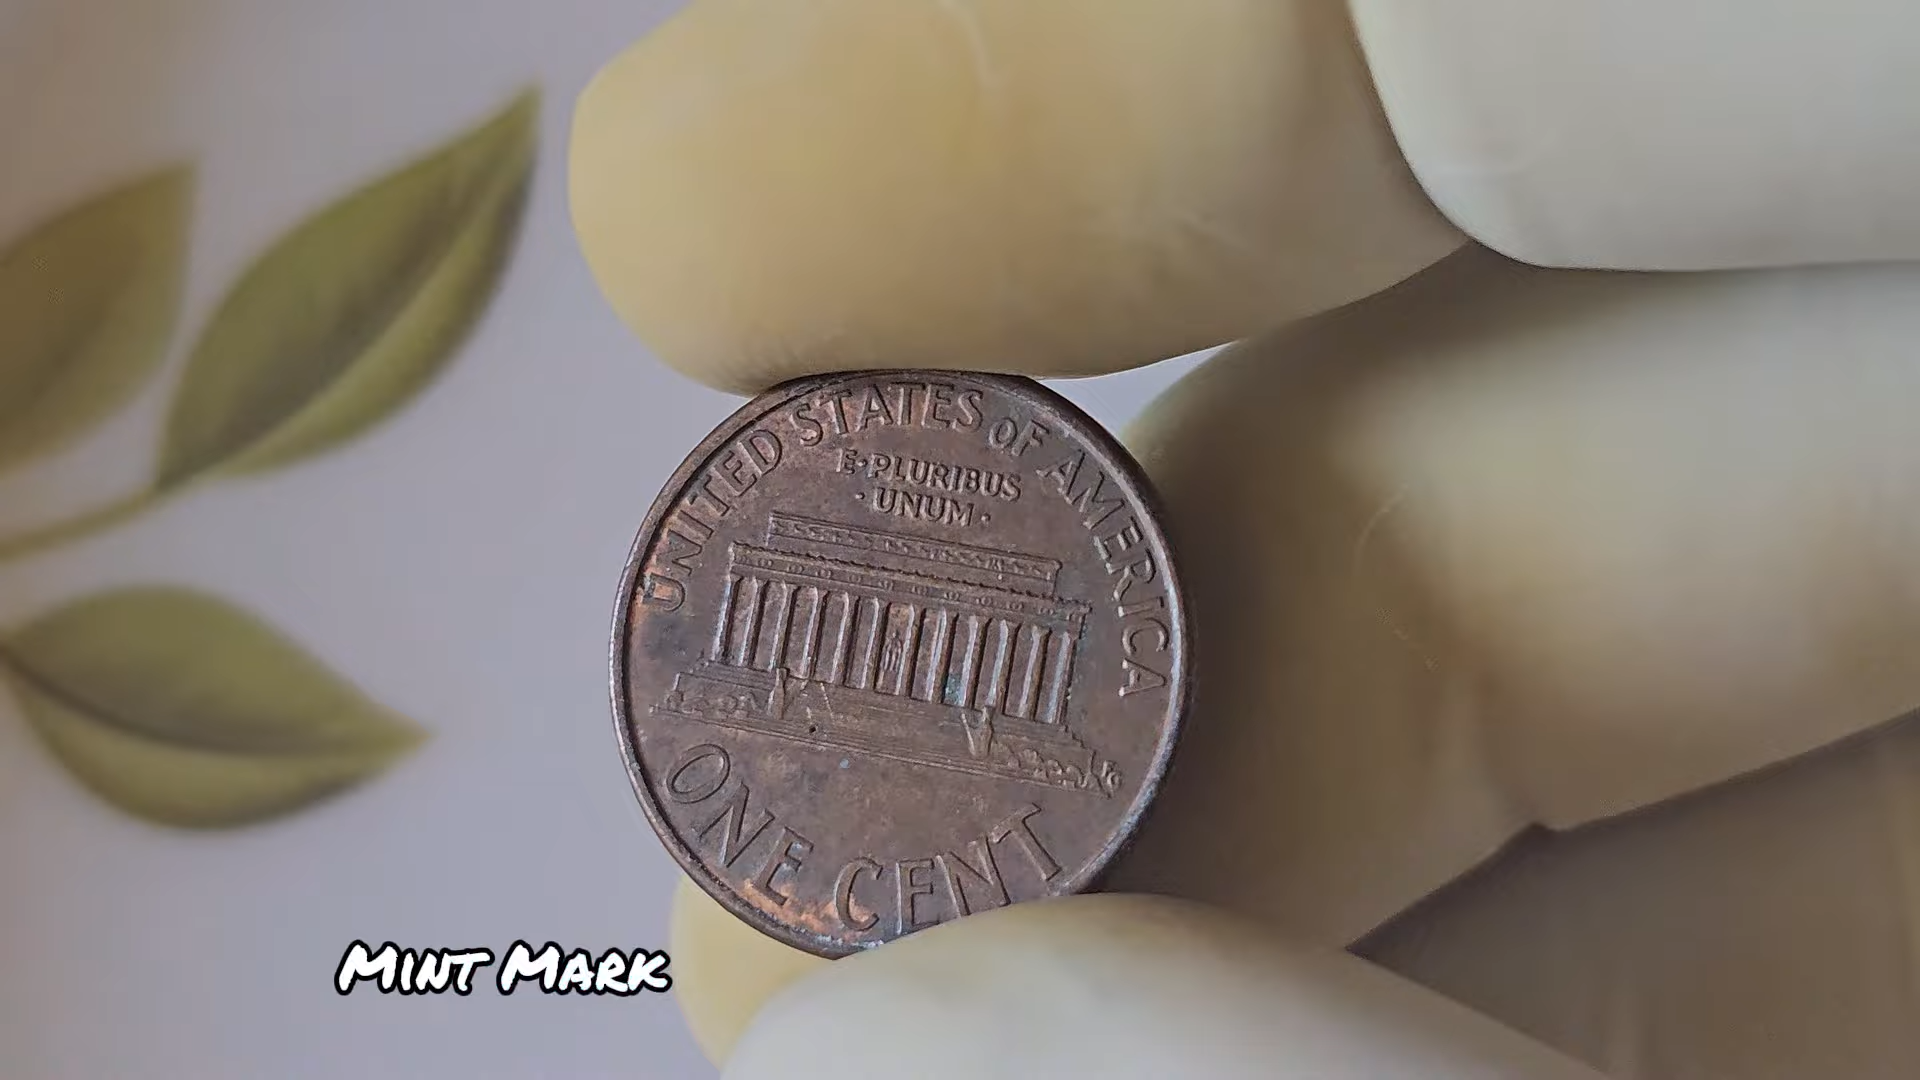 UNITED STATES OF AMERICA
E·PLURIBUS
·UNUM·
ONE CENT
MINT MARK